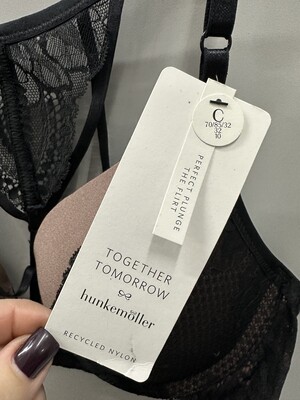 C
70/85/32
32
10
PERFECT PLUNGE
THE FLIRT
TOGETHER
TOMORROW
hunkemöller
RECYCLED NYLON